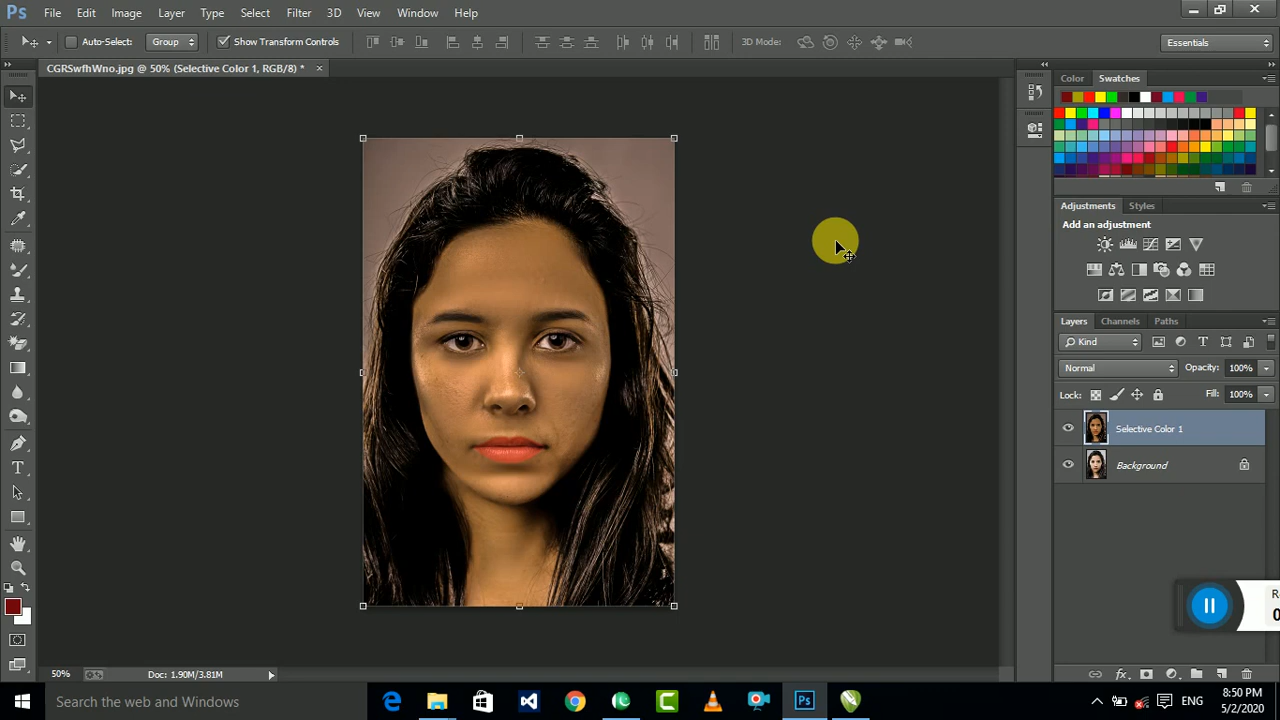 Ps File Edit Image Layer Type Select Filter 3D View Window Help
Auto-Select: Group Show Transform Controls 3D Mode: Essentials
CGRSwfhWno.jpg @ 50% (Selective Color 1, RGB/8) *
Color Swatches
Adjustments Styles
Add an adjustment
Layers Channels Paths
Kind
Normal Opacity: 100%
Lock: Fill: 100%
Selective Color 1
Background
50% Doc: 1.90M/3.81M
Search the web and Windows
Ps
ENG
8:50 PM
5/2/2020